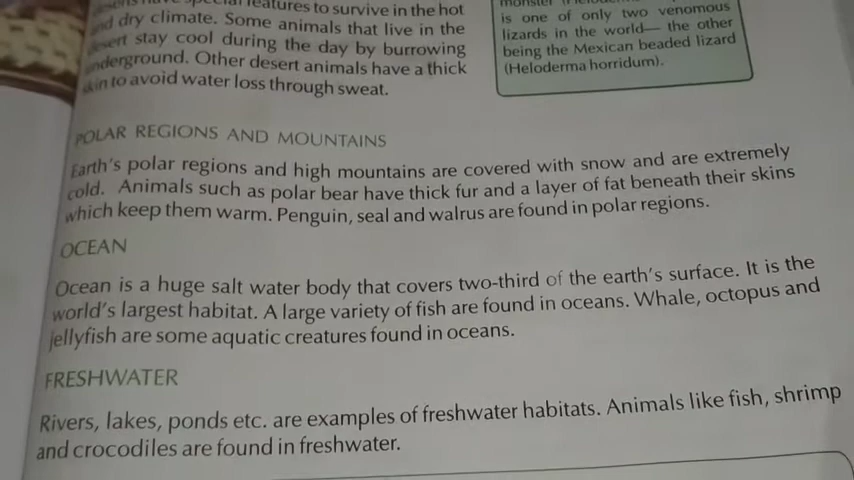 have special features to survive in the hot
and dry climate. Some animals that live in the
desert stay cool during the day by burrowing
underground. Other desert animals have a thick
skin to avoid water loss through sweat.
is one of only two venomous
lizards in the world— the other
being the Mexican beaded lizard
(Heloderma horridum).
POLAR REGIONS AND MOUNTAINS
Earth's polar regions and high mountains are covered with snow and are extremely
cold. Animals such as polar bear have thick fur and a layer of fat beneath their skins
which keep them warm. Penguin, seal and walrus are found in polar regions.
OCEAN
Ocean is a huge salt water body that covers two-third of the earth's surface. It is the
world's largest habitat. A large variety of fish are found in oceans. Whale, octopus and
jellyfish are some aquatic creatures found in oceans.
FRESHWATER
Rivers, lakes, ponds etc. are examples of freshwater habitats. Animals like fish, shrimp
and crocodiles are found in freshwater.